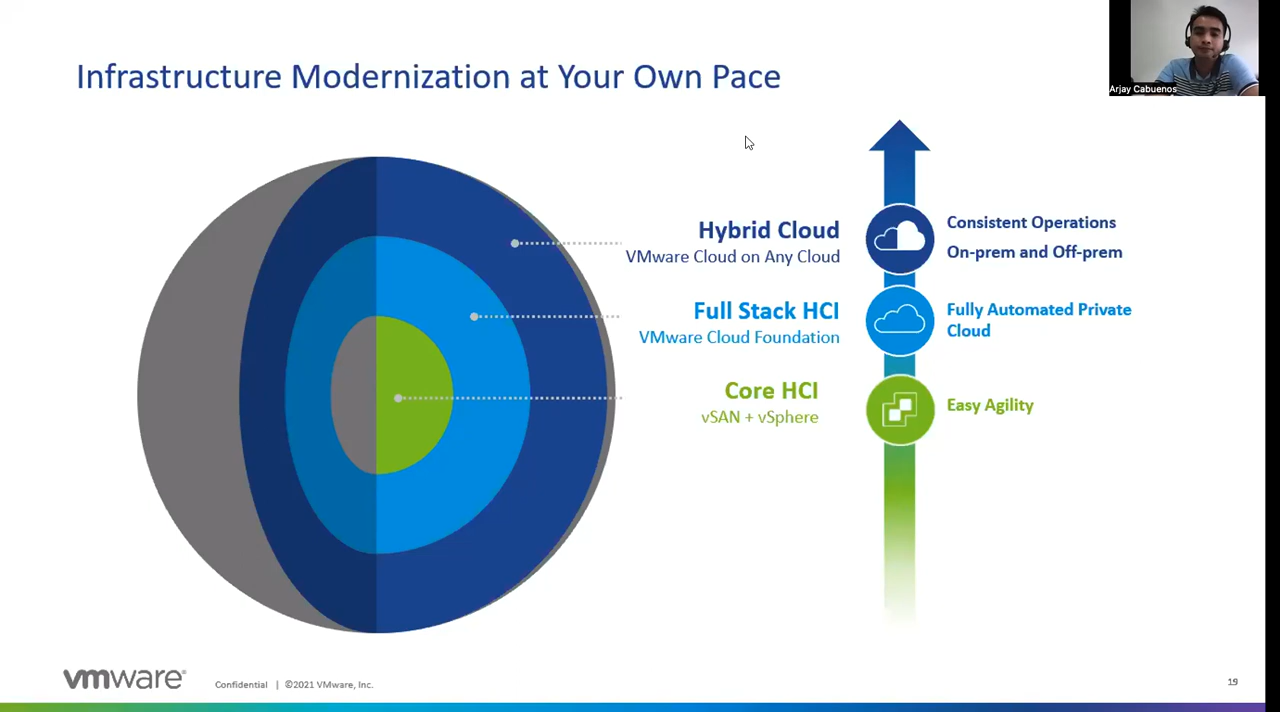 Infrastructure Modernization at Your Own Pace
Arjay Cabuenos
Hybrid Cloud
VMware Cloud on Any Cloud
Consistent Operations
On-prem and Off-prem
Full Stack HCI
VMware Cloud Foundation
Fully Automated Private
Cloud
Core HCI
vSAN + vSphere
Easy Agility
vmware®
Confidential | ©2021 VMware, Inc.
19